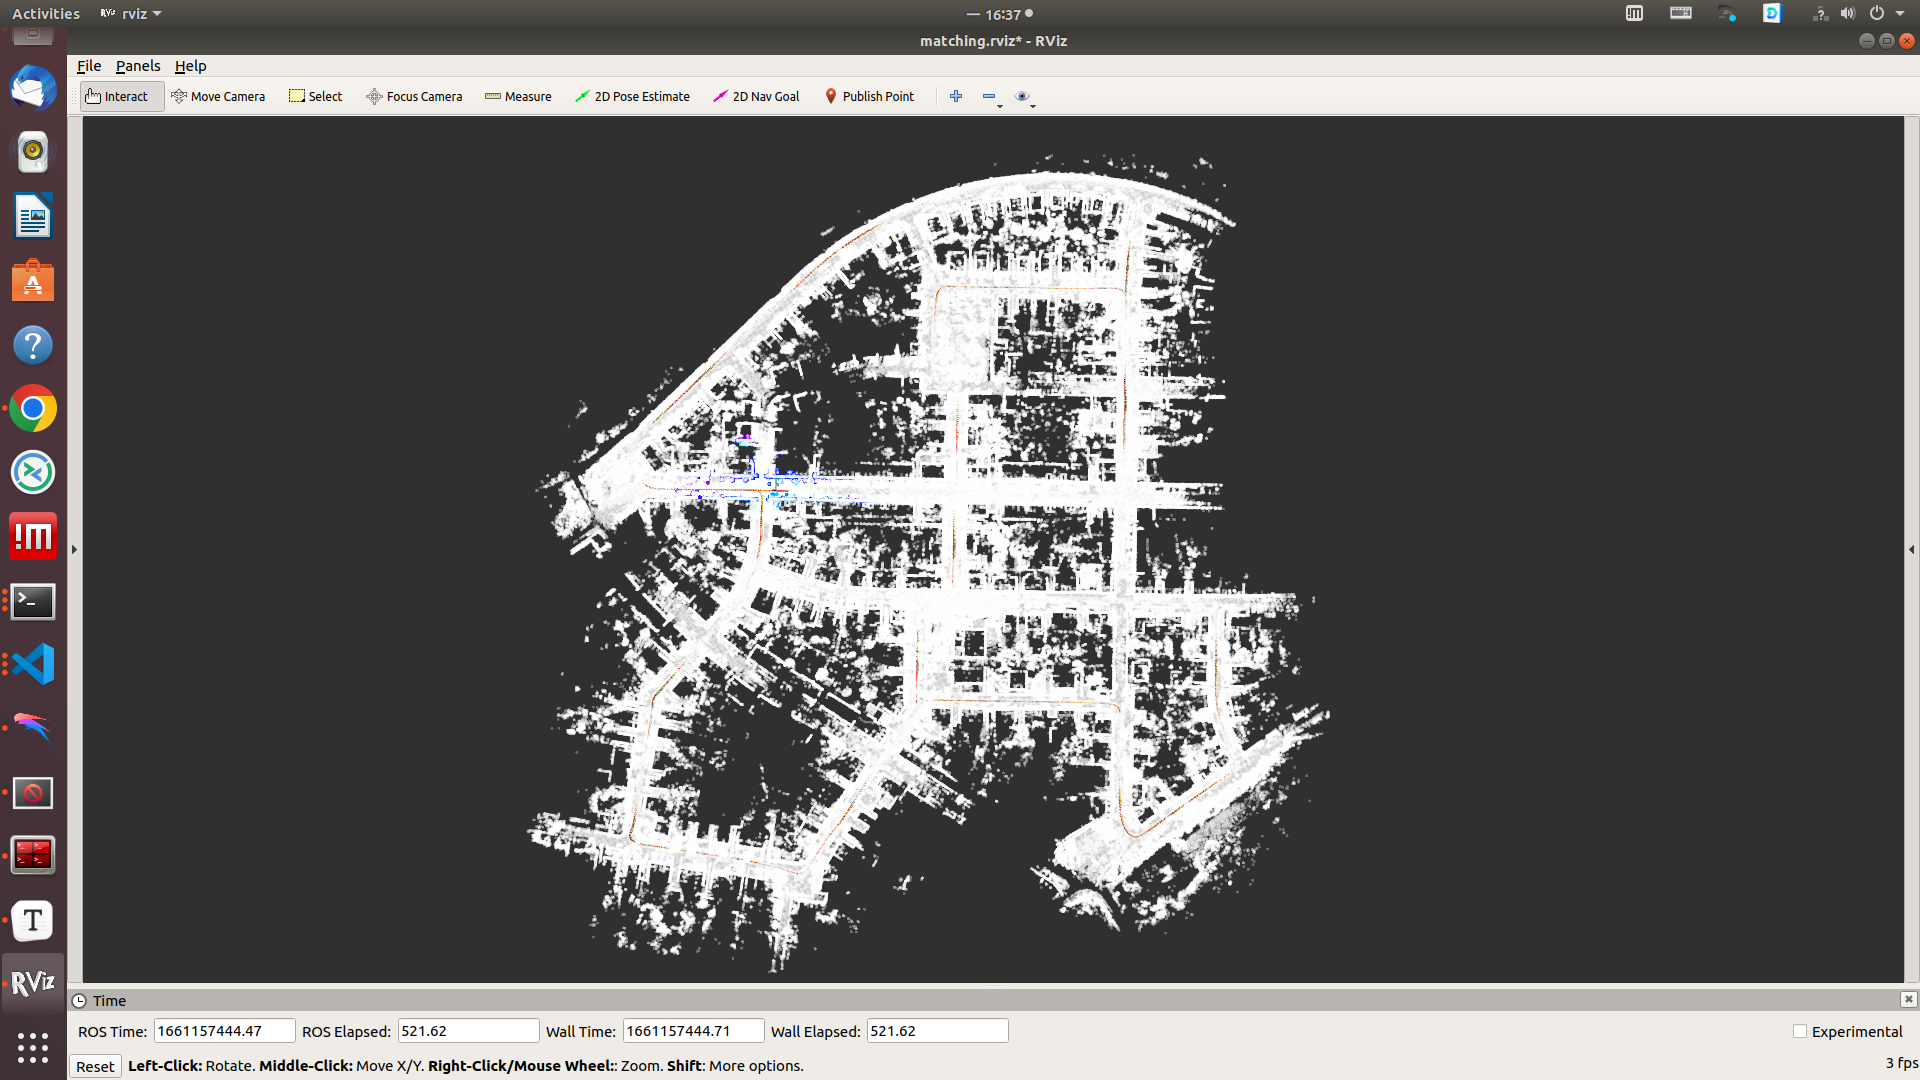 Activities RViz rviz — 16:37
matching.rviz* - RViz
File Panels Help
Interact Move Camera Select Focus Camera Measure 2D Pose Estimate 2D Nav Goal Publish Point
Time
ROS Time: 1661157444.47 ROS Elapsed: 521.62 Wall Time: 1661157444.71 Wall Elapsed: 521.62 Experimental
Reset Left-Click: Rotate. Middle-Click: Move X/Y. Right-Click/Mouse Wheel:: Zoom. Shift: More options. 3 fps
A
?
!m
>_
T
RViz